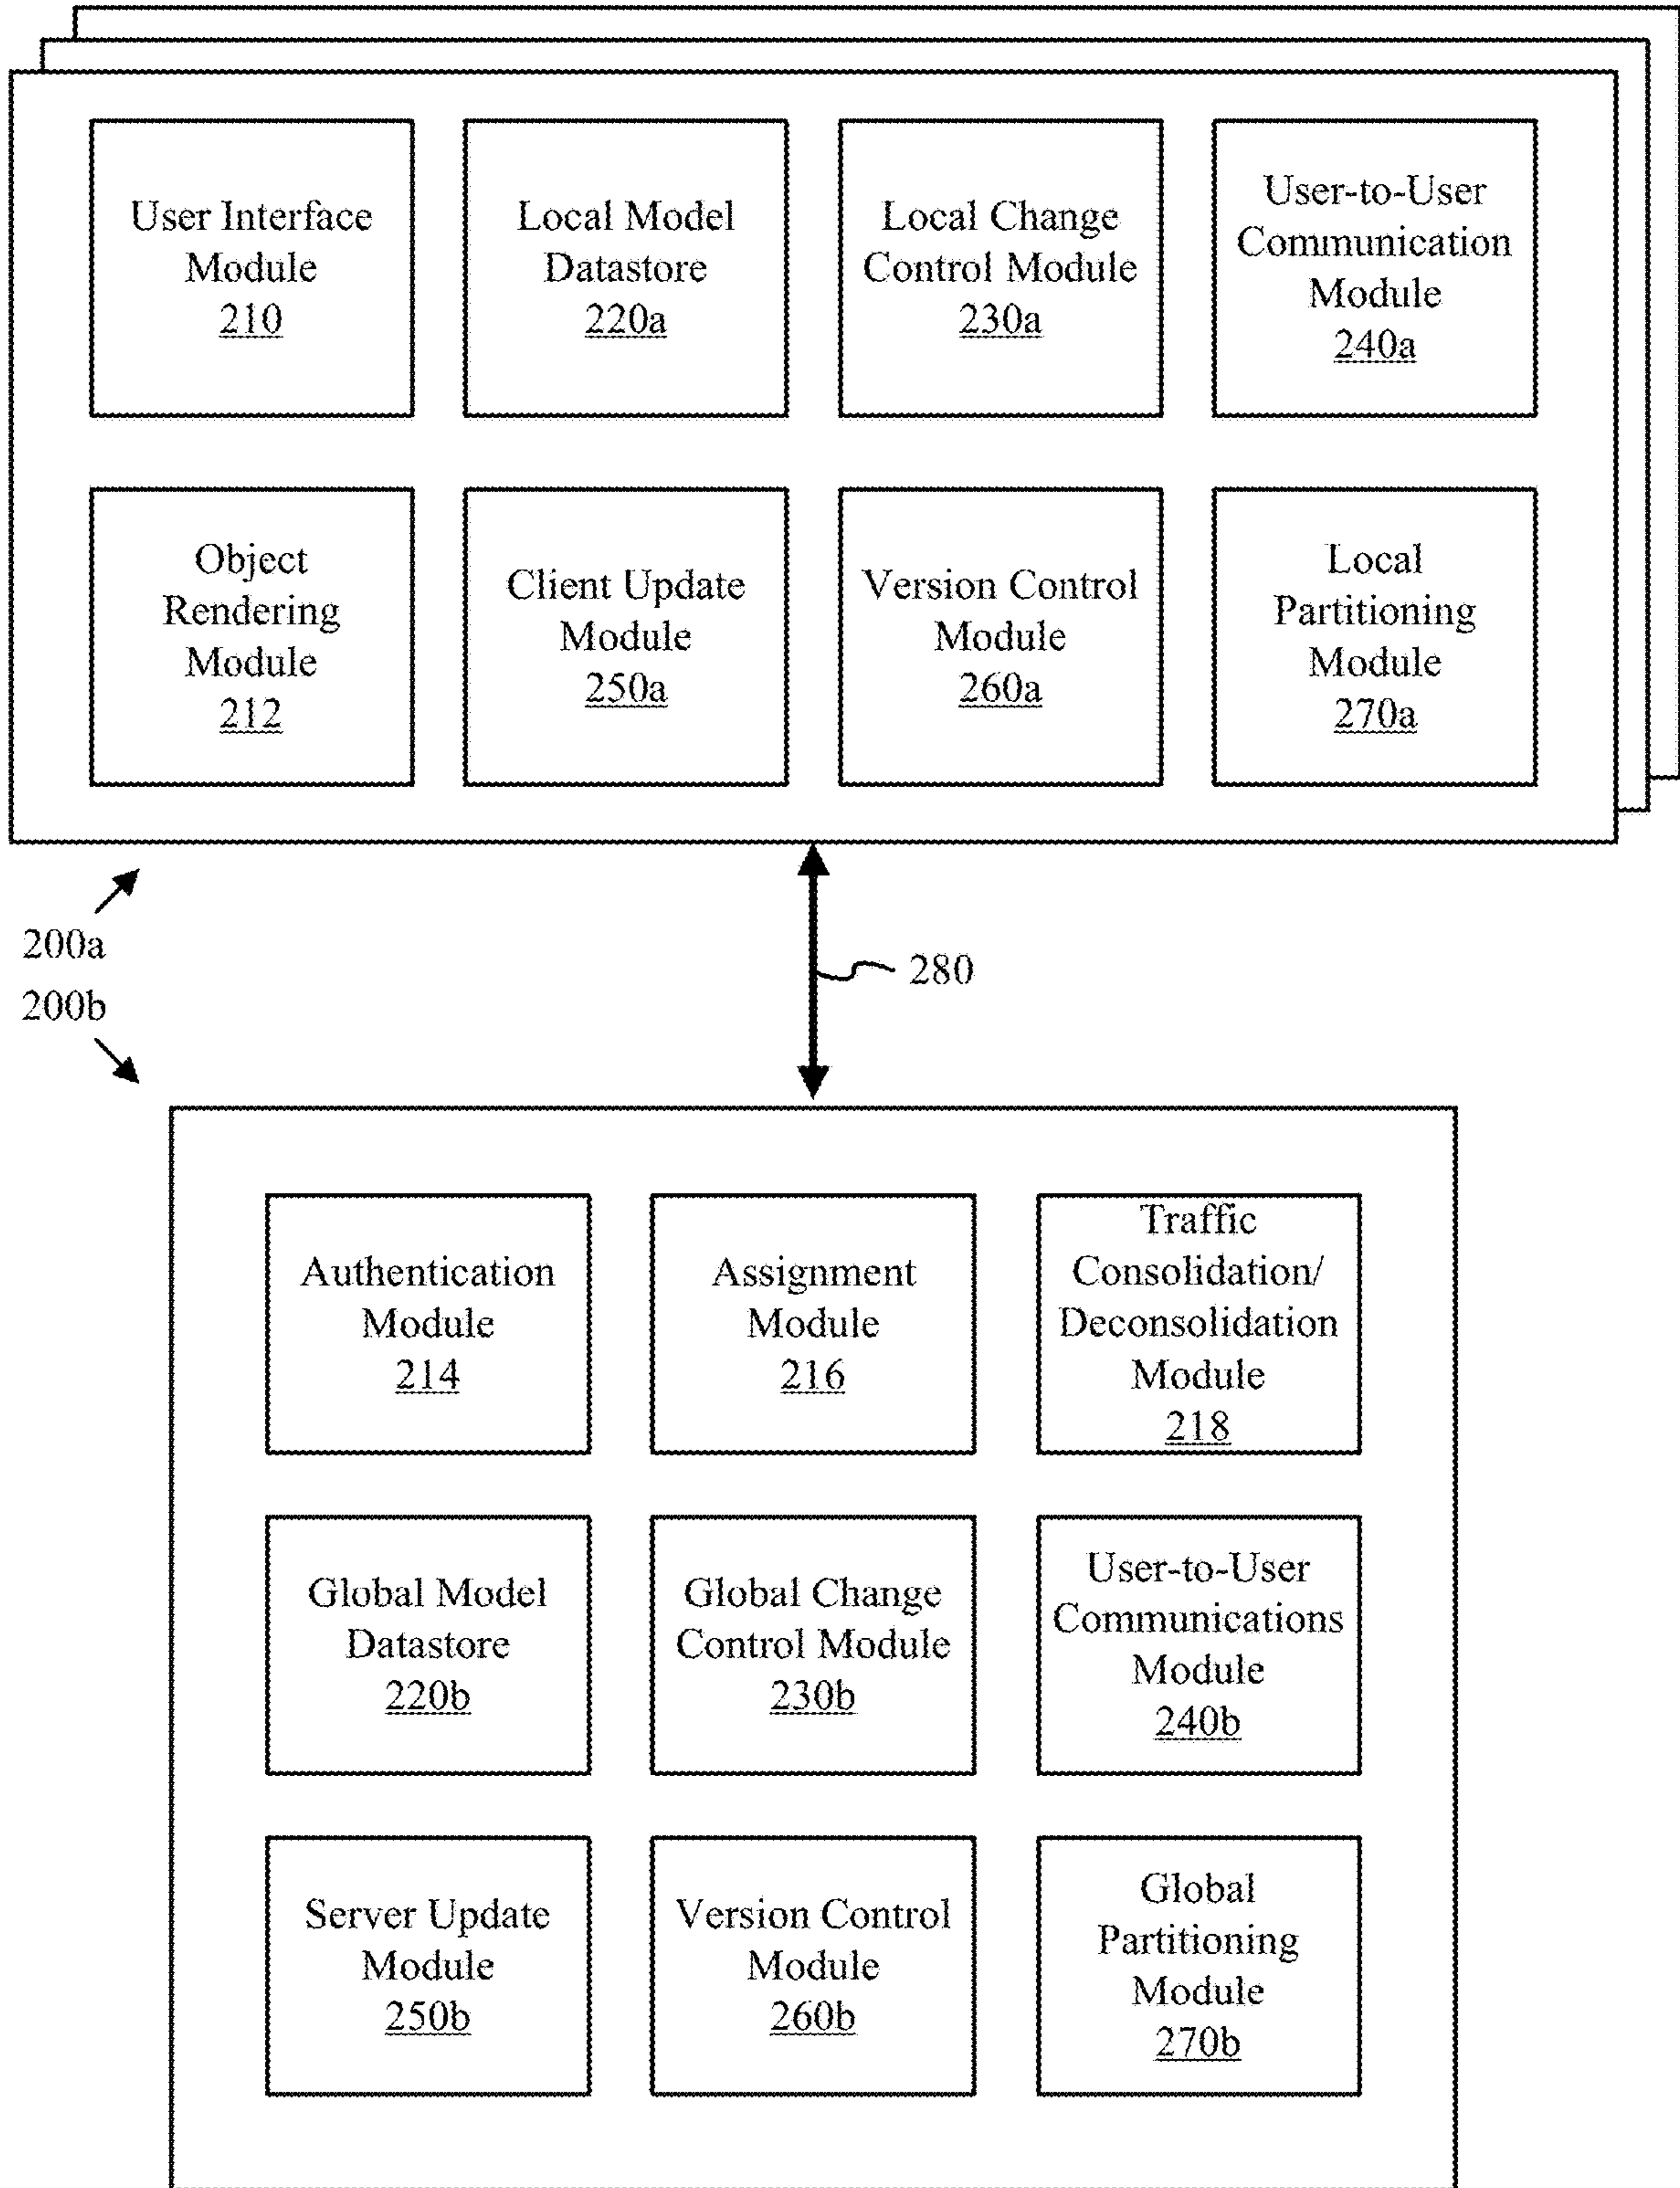 User Interface
Module
210
Local Model
Datastore
220a
Local Change
Control Module
230a
User-to-User
Communication
Module
240a
Object
Rendering
Module
212
Client Update
Module
250a
Version Control
Module
260a
Local
Partitioning
Module
270a
200a
200b
280
Authentication
Module
214
Assignment
Module
216
Traffic
Consolidation/
Deconsolidation
Module
218
Global Model
Datastore
220b
Global Change
Control Module
230b
User-to-User
Communications
Module
240b
Server Update
Module
250b
Version Control
Module
260b
Global
Partitioning
Module
270b